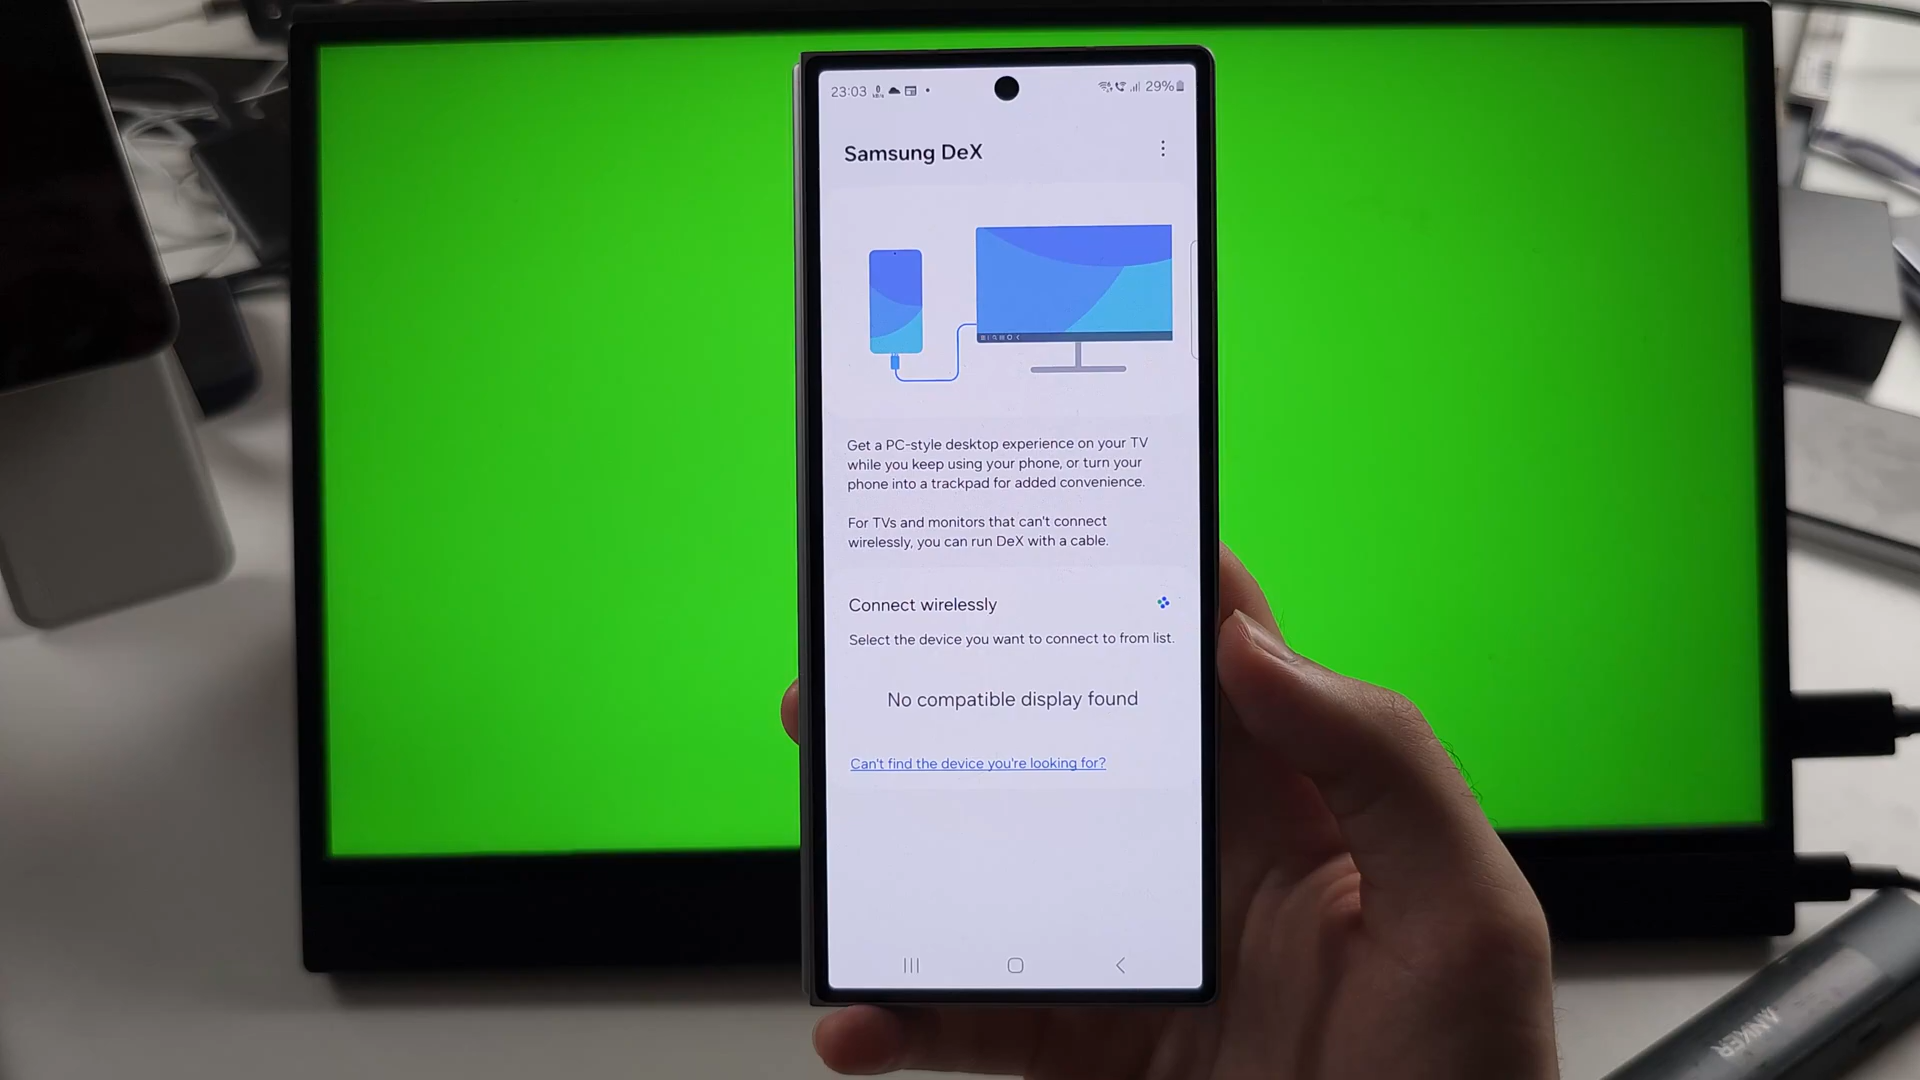 23:03
29%
Samsung DeX
Get a PC-style desktop experience on your TV
while you keep using your phone, or turn your
phone into a trackpad for added convenience.
For TVs and monitors that can't connect
wirelessly, you can run DeX with a cable.
Connect wirelessly
Select the device you want to connect to from list.
No compatible display found
Can't find the device you're looking for?
ANKER